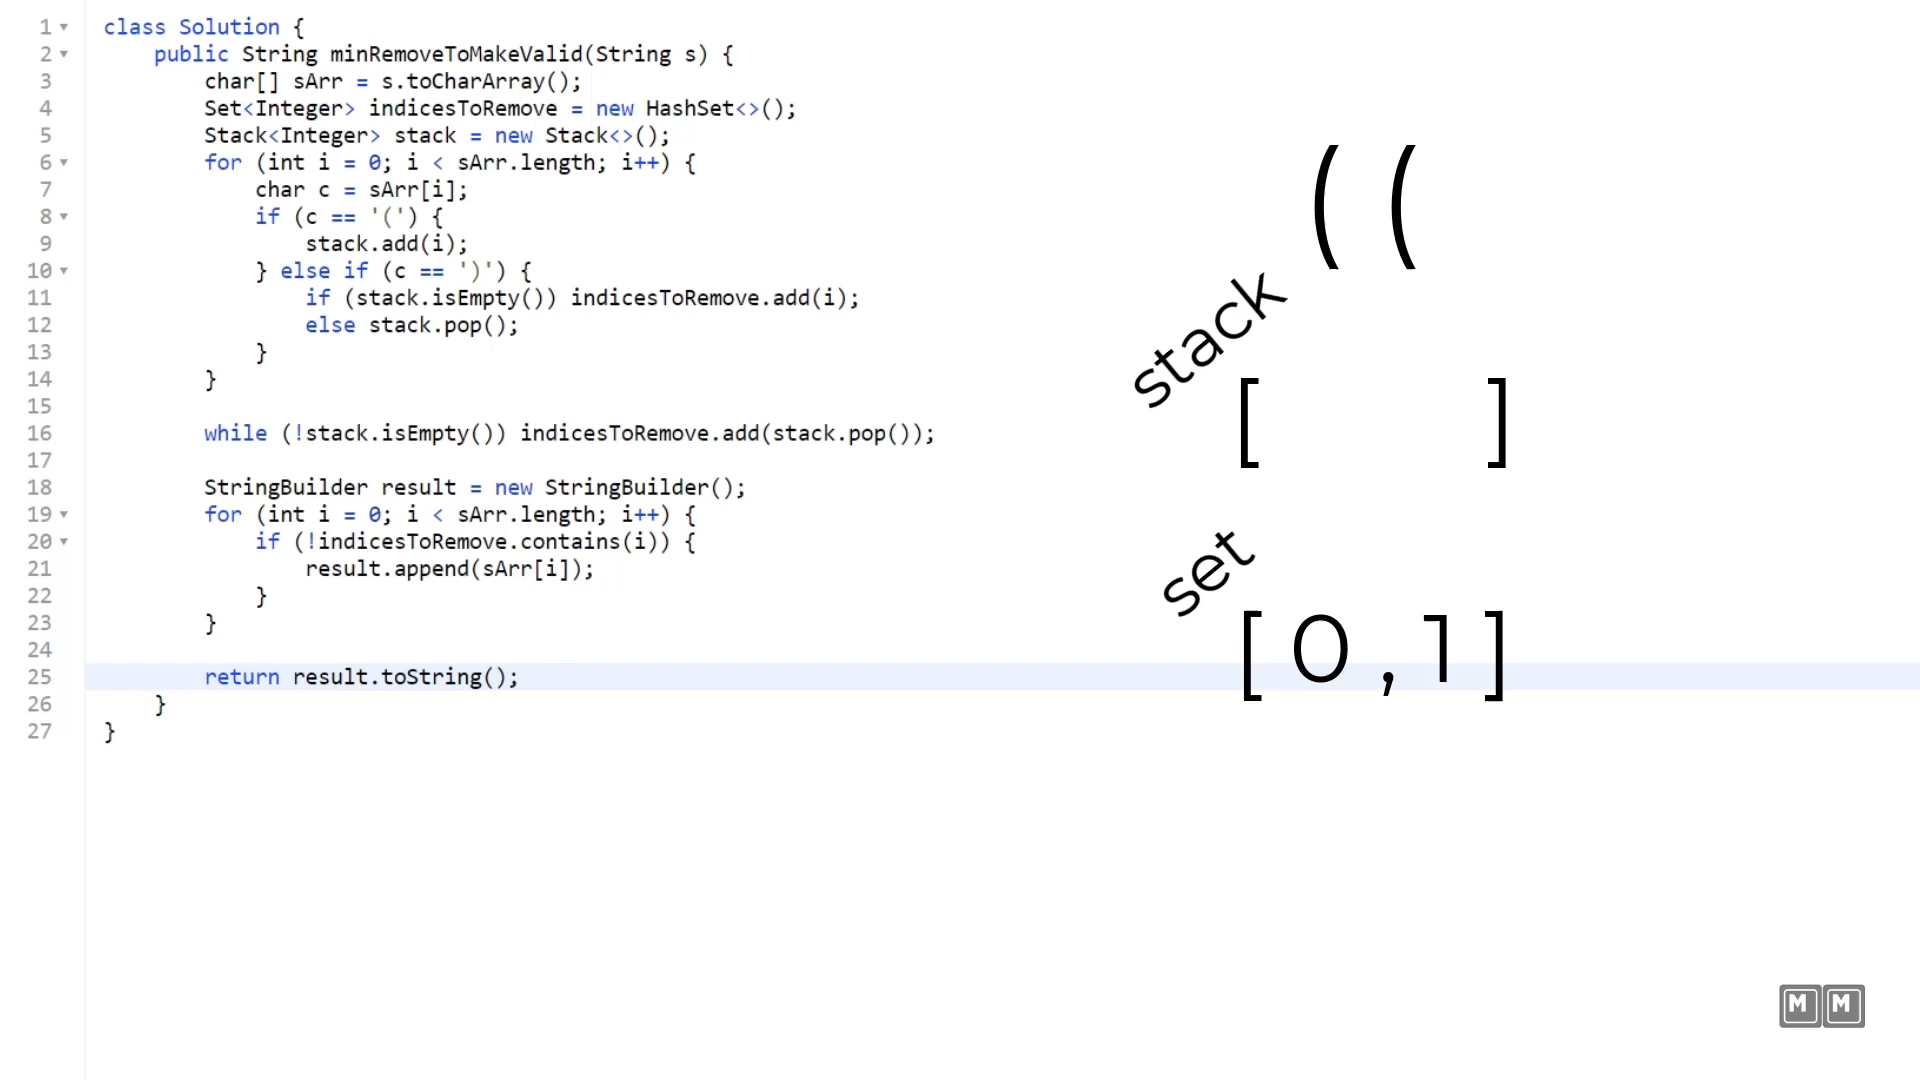 1 class Solution {
2 public String minRemoveToMakeValid(String s) {
3 char[] sArr = s.toCharArray();
4 Set<Integer> indicesToRemove = new HashSet<>();
5 Stack<Integer> stack = new Stack<>();
6 for (int i = 0; i < sArr.length; i++) {
7 char c = sArr[i];
8 if (c == '(') {
9 stack.add(i);
10 } else if (c == ')') {
11 if (stack.isEmpty()) indicesToRemove.add(i);
12 else stack.pop();
13 }
14 }
15
16 while (!stack.isEmpty()) indicesToRemove.add(stack.pop());
17
18 StringBuilder result = new StringBuilder();
19 for (int i = 0; i < sArr.length; i++) {
20 if (!indicesToRemove.contains(i)) {
21 result.append(sArr[i]);
22 }
23 }
24
25 return result.toString();
26 }
27 }
( (
stack
[ ]
set
[ 0 , 1 ]
M M